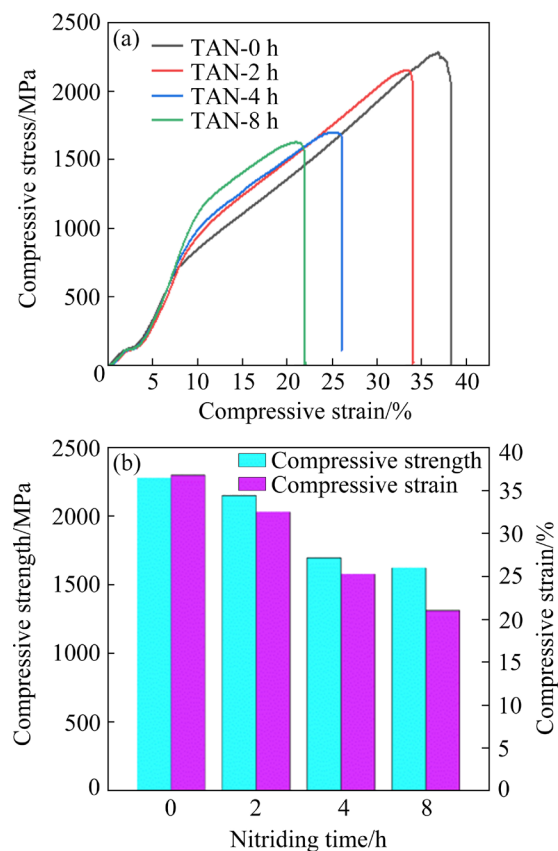 (a)
TAN-0 h
TAN-2 h
TAN-4 h
TAN-8 h
Compressive stress/MPa
2500
2000
1500
1000
500
0
5 10 15 20 25 30 35 40
Compressive strain/%
(b)
Compressive strength
Compressive strain
Compressive strength/MPa
2500
2000
1500
1000
500
0
40
35
30
25
20
15
10
5
0
Compressive strain/%
0 2 4 8
Nitriding time/h